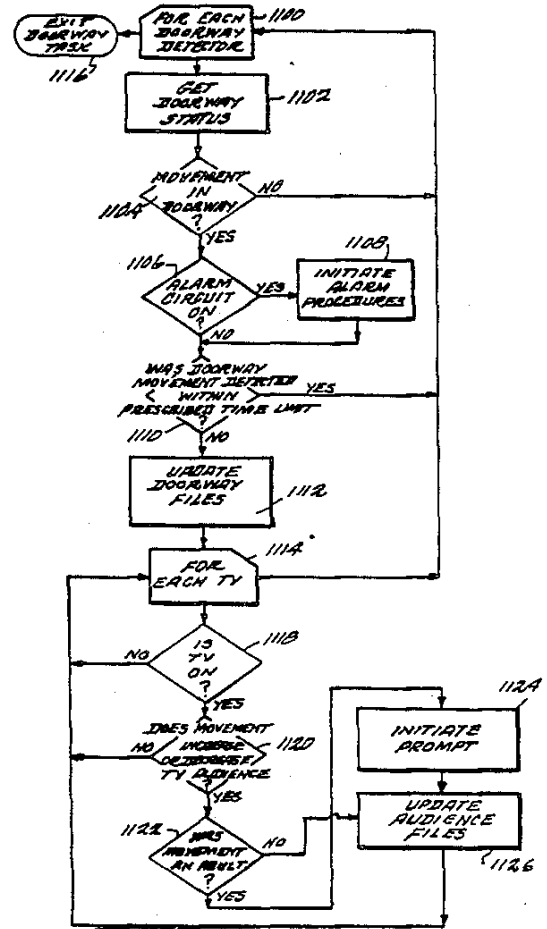 EXIT
DOORWAY
TASK
1116
FOR EACH
DOORWAY
DETECTOR
1100
GET
DOORWAY
STATUS
1102
MOVEMENT
IN
DOORWAY
?
1104
NO
YES
1106
ALARM
CIRCUIT
ON
?
YES
NO
1108
INITIATE
ALARM
PROCEDURES
WAS DOORWAY
MOVEMENT DETECTED
WITHIN
PRESCRIBED TIME LIMIT
?
YES
1110
NO
UPDATE
DOORWAY
FILES
1112
1114
FOR
EACH TV
IS
TV
ON
?
1118
NO
YES
DOES MOVEMENT
INCREASE
OR DECREASE
TV AUDIENCE
?
1120
NO
YES
1122
WAS
MOVEMENT
AN ADULT
?
NO
YES
1124
INITIATE
PROMPT
UPDATE
AUDIENCE
FILES
1126